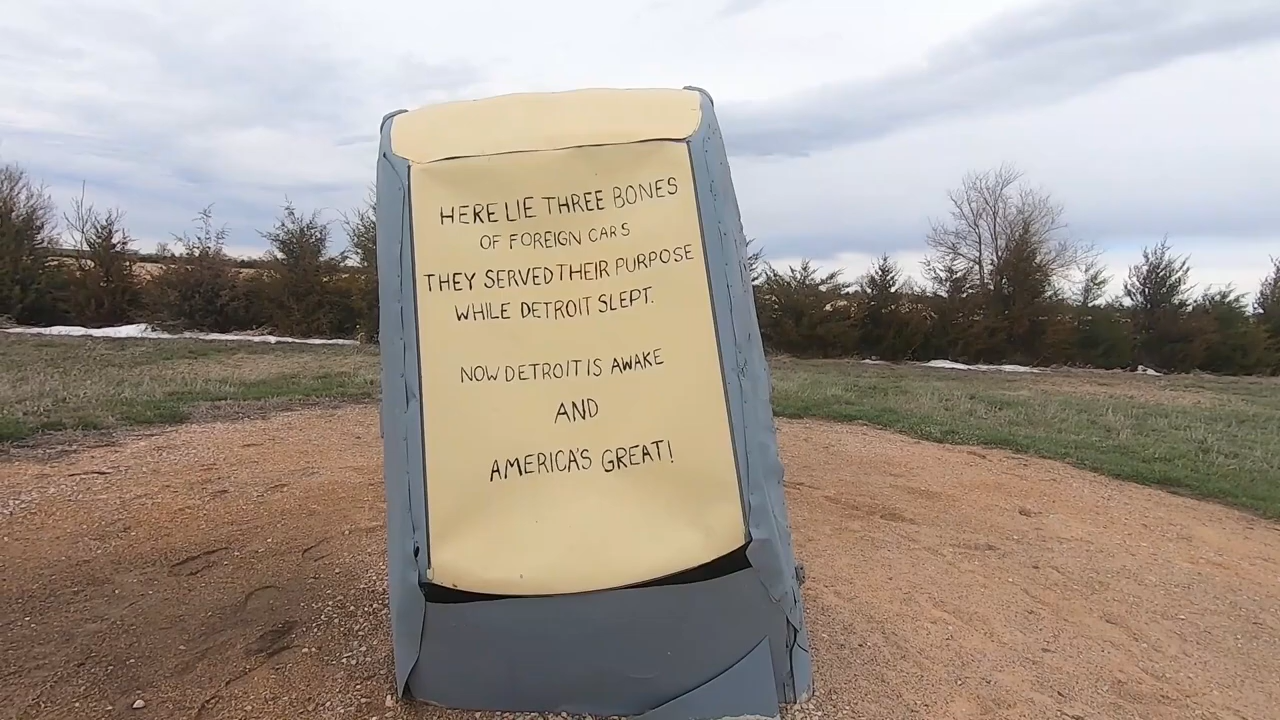 HERE LIE THREE BONES
OF FOREIGN CARS
THEY SERVED THEIR PURPOSE
WHILE DETROIT SLEPT.
NOW DETROIT IS AWAKE
AND
AMERICA'S GREAT!